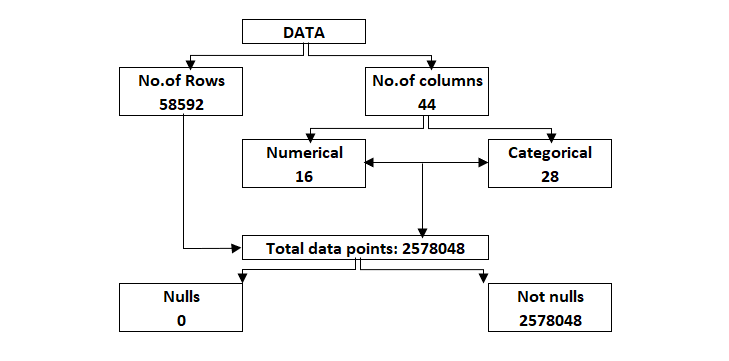 DATA
No.of Rows
58592
No.of columns
44
Numerical
16
Categorical
28
Total data points: 2578048
Nulls
0
Not nulls
2578048